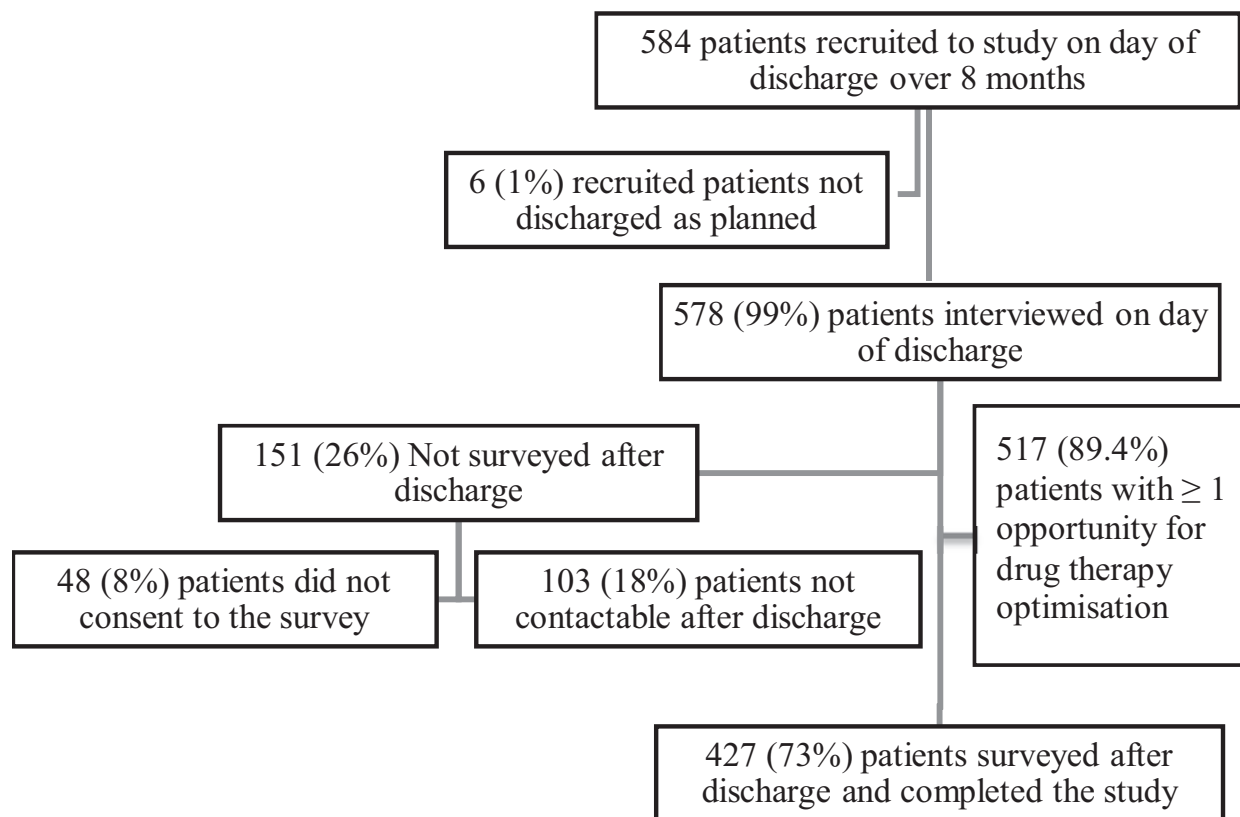 584 patients recruited to study on day of
discharge over 8 months
6 (1%) recruited patients not
discharged as planned
578 (99%) patients interviewed on day
of discharge
151 (26%) Not surveyed after
discharge
517 (89.4%)
patients with ≥ 1
opportunity for
drug therapy
optimisation
48 (8%) patients did not
consent to the survey
103 (18%) patients not
contactable after discharge
427 (73%) patients surveyed after
discharge and completed the study